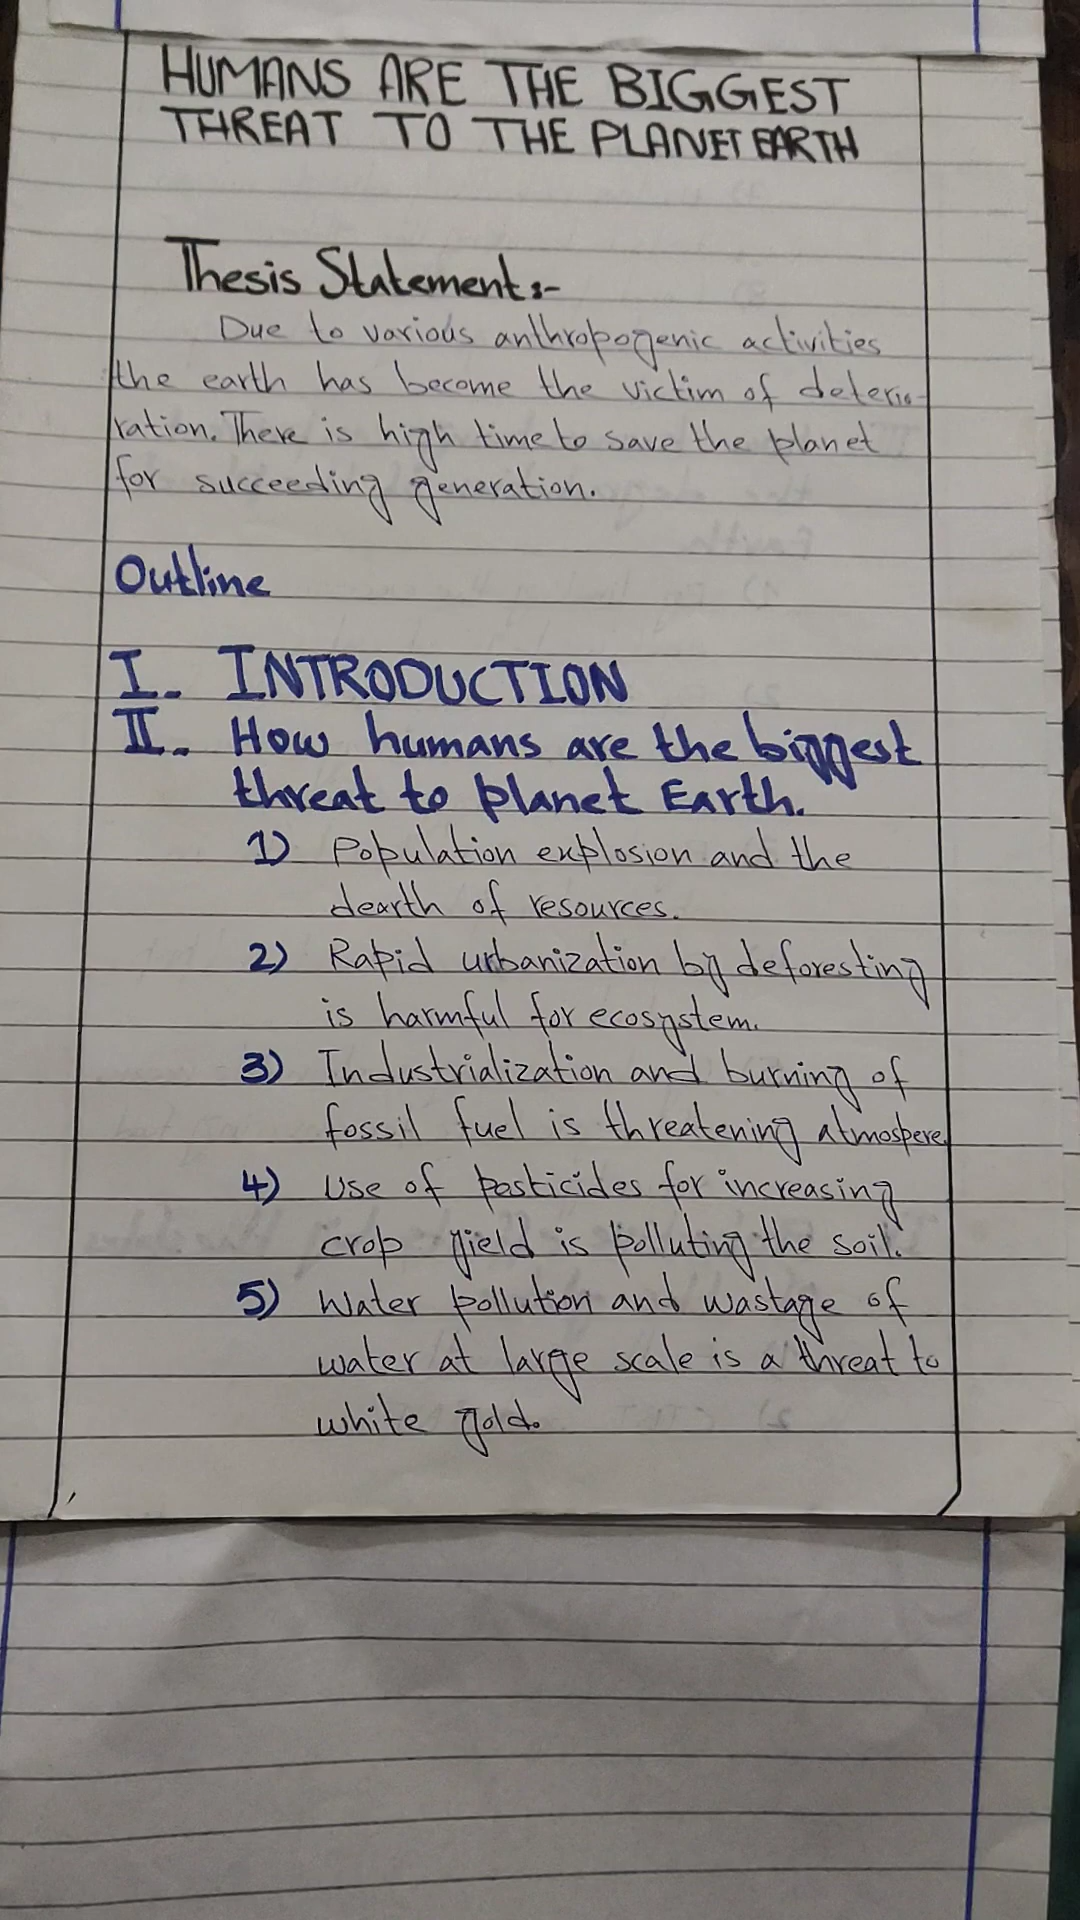 HUMANS ARE THE BIGGEST
THREAT TO THE PLANET EARTH
Thesis Statement:-
Due to various anthropogenic activities
the earth has become the victim of deterio-
ration. There is high time to save the planet
for succeeding generation.
Outline
I. INTRODUCTION
II. How humans are the biggest
threat to planet Earth.
1) Population explosion and the
dearth of resources.
2) Rapid urbanization by deforesting
is harmful for ecosystem.
3) Industrialization and burning of
fossil fuel is threatening atmospere
4) Use of pesticides for increasing
crop yield is polluting the soil.
5) Water pollution and wastage of
water at large scale is a threat to
white gold.